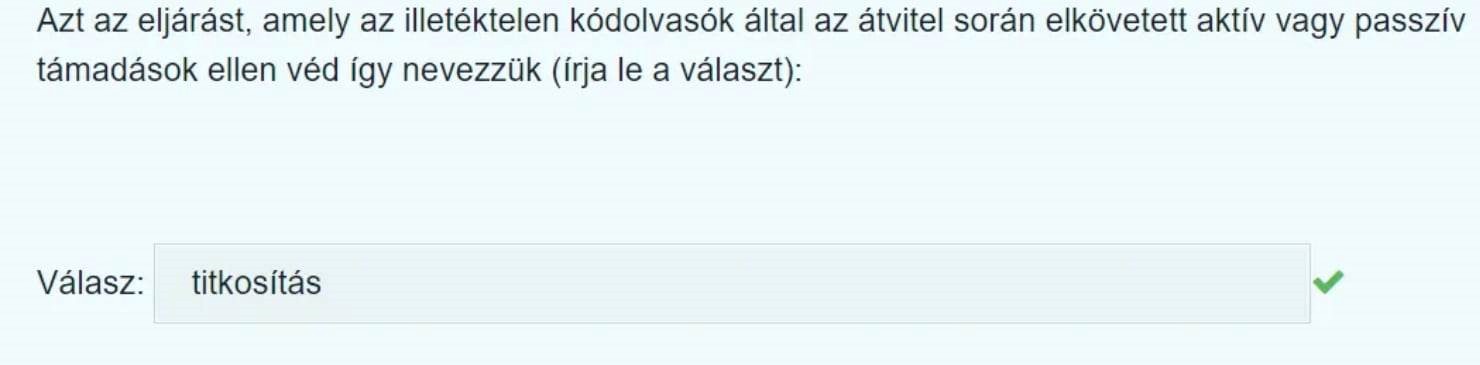 Azt az eljárást, amely az illetéktelen kódolvasók által az átvitel során elkövetett aktív vagy passzív
támadások ellen véd így nevezzük (írja le a választ):
Válasz: titkosítás